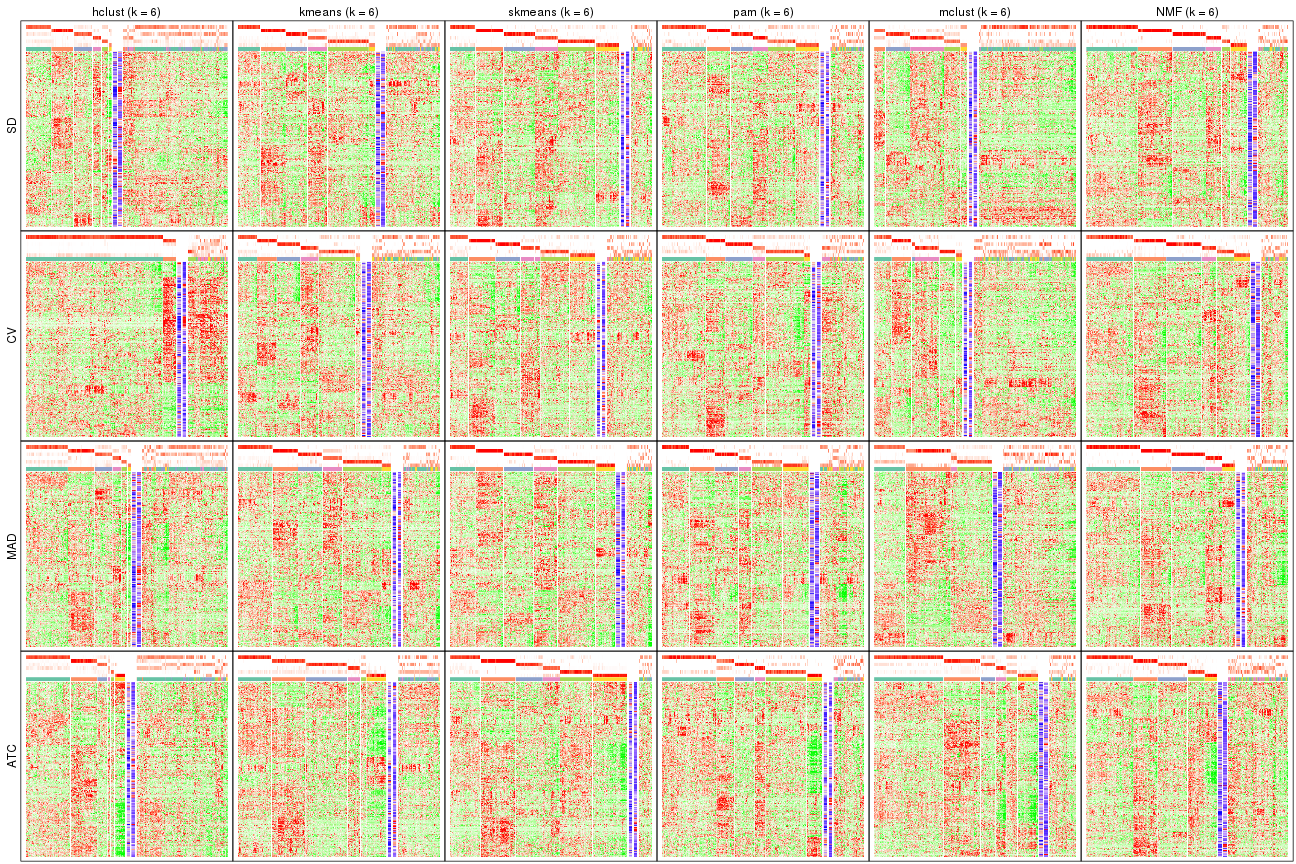 hclust (k = 6) kmeans (k = 6) skmeans (k = 6) pam (k = 6) mclust (k = 6) NMF (k = 6)
SD
CV
MAD
ATC